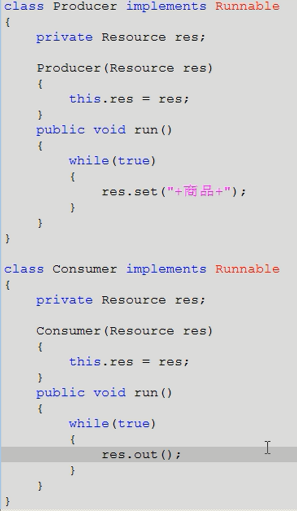 class Producer implements Runnable
{
private Resource res;
Producer(Resource res)
{
this.res = res;
}
public void run()
{
while(true)
{
res.set("+商品+");
}
}
}
class Consumer implements Runnable
{
private Resource res;
Consumer(Resource res)
{
this.res = res;
}
public void run()
{
while(true)
{
res.out();
}
}
}